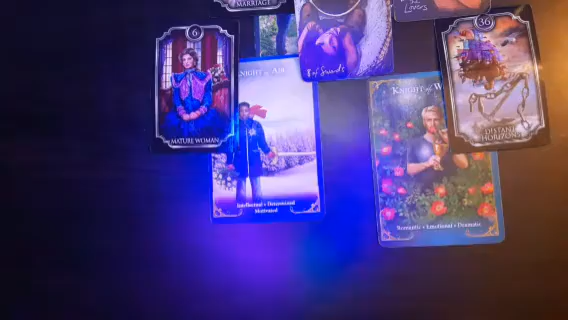 MARRIAGE
LOVERS
6
36
8 of Swords
KNIGHT of AIR
KNIGHT of W
MATURE WOMAN
DISTANT
HORIZONS
Intellectual • Determined
Motivated
Romantic • Emotional • Dramatic